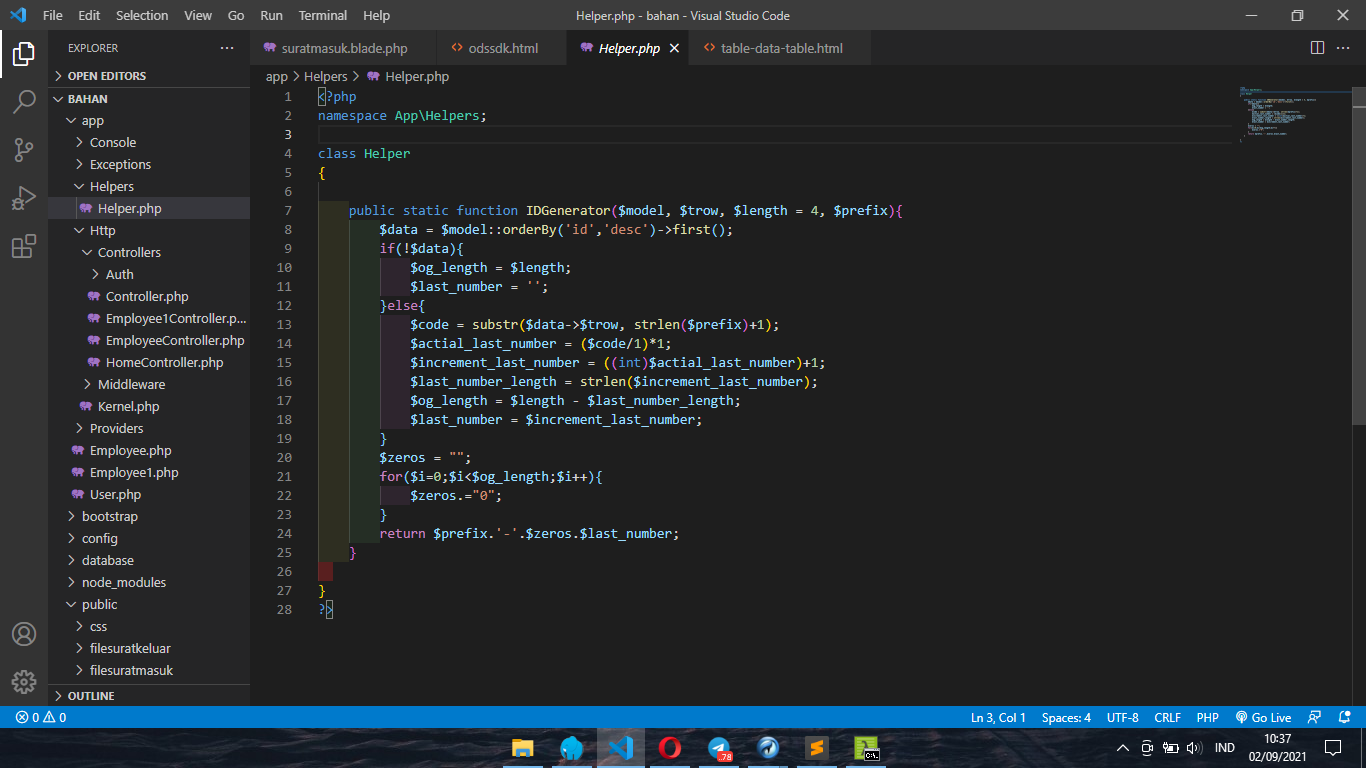 File Edit Selection View Go Run Terminal Help Helper.php - bahan - Visual Studio Code
EXPLORER
OPEN EDITORS
BAHAN
app
Console
Exceptions
Helpers
Helper.php
Http
Controllers
Auth
Controller.php
Employee1Controller.p...
EmployeeController.php
HomeController.php
Middleware
Kernel.php
Providers
Employee.php
Employee1.php
User.php
bootstrap
config
database
node_modules
public
css
filesuratkeluar
filesuratmasuk
OUTLINE
suratmasuk.blade.php odssdk.html Helper.php table-data-table.html
app > Helpers > Helper.php
1 <?php
2 namespace App\Helpers;
3
4 class Helper
5 {
6
7 public static function IDGenerator($model, $trow, $length = 4, $prefix){
8 $data = $model::orderBy('id','desc')->first();
9 if(!$data){
10 $og_length = $length;
11 $last_number = '';
12 }else{
13 $code = substr($data->$trow, strlen($prefix)+1);
14 $actial_last_number = ($code/1)*1;
15 $increment_last_number = ((int)$actial_last_number)+1;
16 $last_number_length = strlen($increment_last_number);
17 $og_length = $length - $last_number_length;
18 $last_number = $increment_last_number;
19 }
20 $zeros = "";
21 for($i=0;$i<$og_length;$i++){
22 $zeros.="0";
23 }
24 return $prefix.'-'.$zeros.$last_number;
25 }
26
27 }
28 ?>
0 0 Ln 3, Col 1 Spaces: 4 UTF-8 CRLF PHP Go Live
78 IND 10:37
02/09/2021